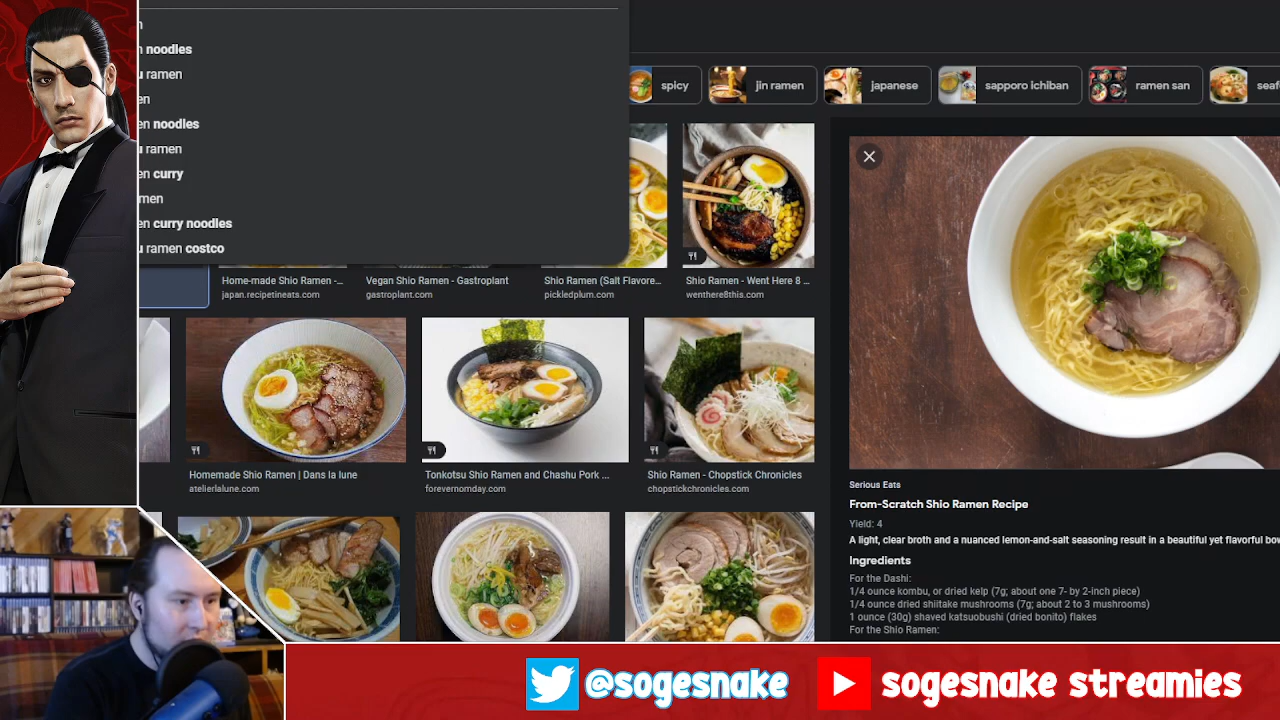 n
n noodles
u ramen
en
en noodles
u ramen
en curry
men
en curry noodles
u ramen costco
spicy
jin ramen
japanese
sapporo ichiban
ramen san
seaf
Home-made Shio Ramen -...
japan.recipetineats.com
Vegan Shio Ramen - Gastroplant
gastroplant.com
Shio Ramen (Salt Flavore...
pickledplum.com
Shio Ramen - Went Here 8 ...
wenthere8this.com
Homemade Shio Ramen | Dans la lune
atelierlalune.com
Tonkotsu Shio Ramen and Chashu Pork ...
forevernomday.com
Shio Ramen - Chopstick Chronicles
chopstickchronicles.com
Serious Eats
From-Scratch Shio Ramen Recipe
Yield: 4
A light, clear broth and a nuanced lemon-and-salt seasoning result in a beautiful yet flavorful bow
Ingredients
For the Dashi:
1/4 ounce kombu, or dried kelp (7g; about one 7- by 2-inch piece)
1/4 ounce dried shiitake mushrooms (7g; about 2 to 3 mushrooms)
1 ounce (30g) shaved katsuobushi (dried bonito) flakes
For the Shio Ramen:
@sogesnake
sogesnake streamies